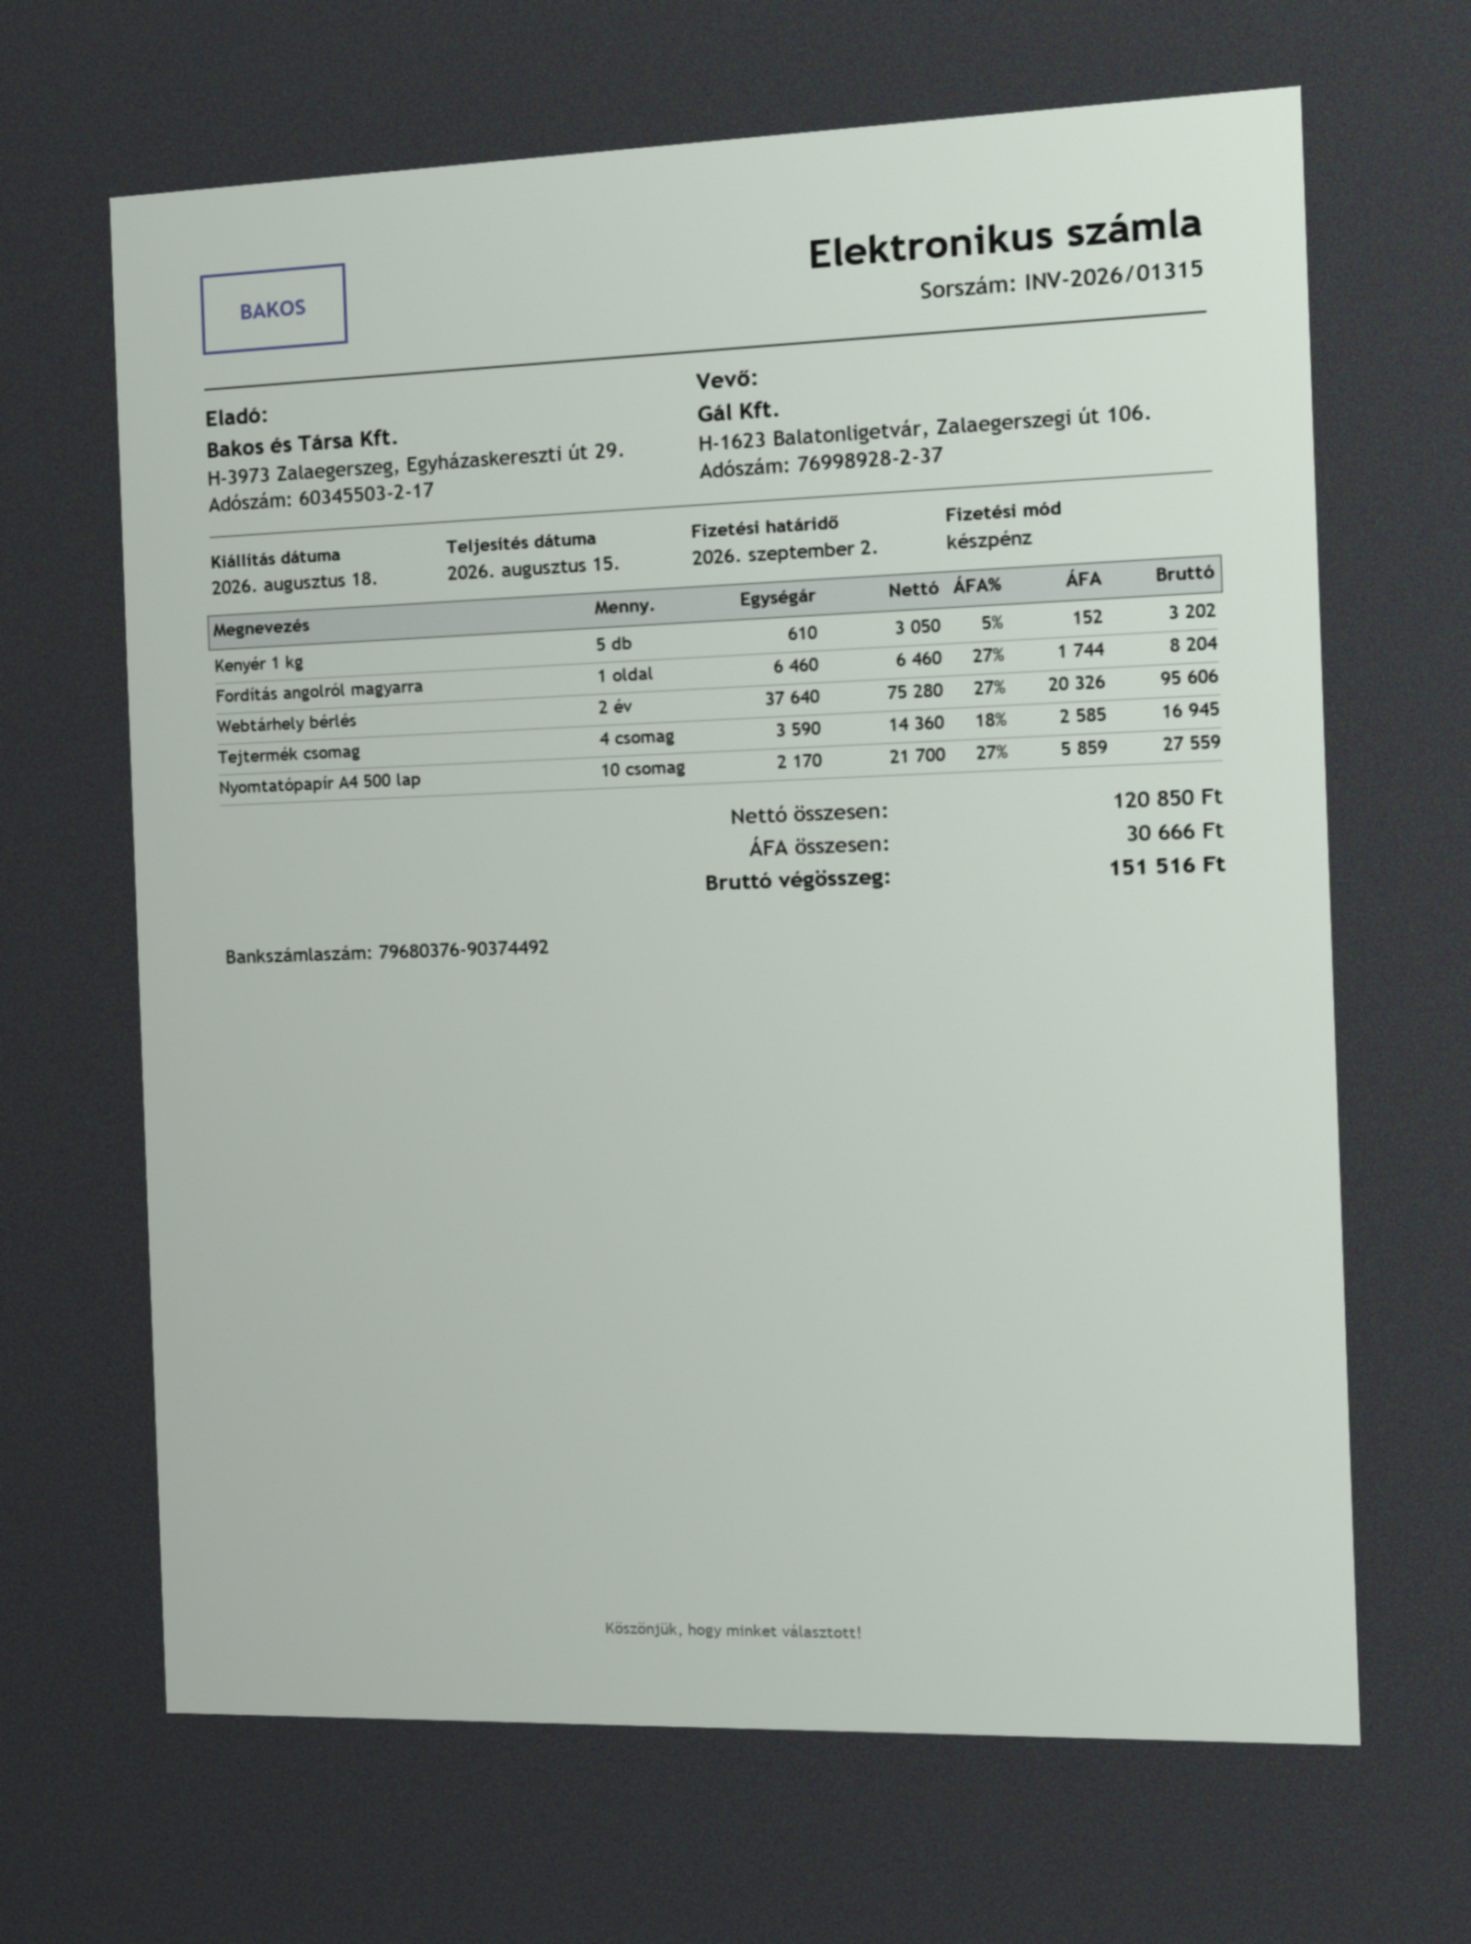 BAKOS
Elektronikus számla
Sorszám: INV-2026/01315
Eladó:
Bakos és Társa Kft.
H-3973 Zalaegerszeg, Egyházaskereszti út 29.
Adószám: 60345503-2-17
Vevő:
Gál Kft.
H-1623 Balatonligetvár, Zalaegerszegi út 106.
Adószám: 76998928-2-37
Kiállítás dátuma Teljesítés dátuma Fizetési határidő Fizetési mód
2026. augusztus 18. 2026. augusztus 15. 2026. szeptember 2. készpénz
Megnevezés Menny. Egységár Nettó ÁFA% ÁFA Bruttó
Kenyér 1 kg 5 db 610 3 050 5% 152 3 202
Fordítás angolról magyarra 1 oldal 6 460 6 460 27% 1 744 8 204
Webtárhely bérlés 2 év 37 640 75 280 27% 20 326 95 606
Tejtermék csomag 4 csomag 3 590 14 360 18% 2 585 16 945
Nyomtatópapír A4 500 lap 10 csomag 2 170 21 700 27% 5 859 27 559
Nettó összesen: 120 850 Ft
ÁFA összesen: 30 666 Ft
Bruttó végösszeg: 151 516 Ft
Bankszámlaszám: 79680376-90374492
Köszönjük, hogy minket választott!